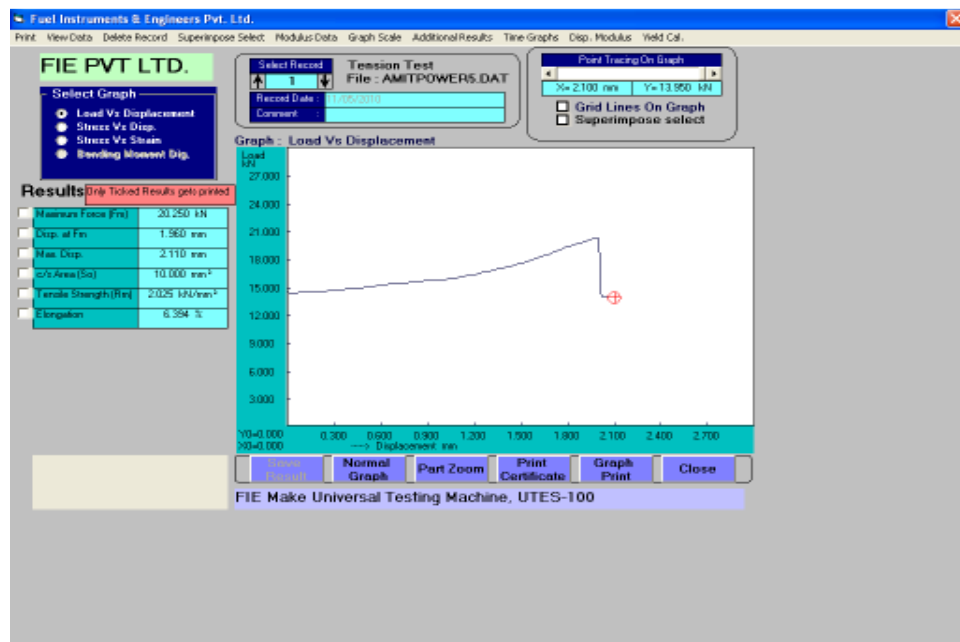 Fuel Instruments & Engineers Pvt. Ltd.
Print View Data Delete Record Superimpose Select Modulus Data Graph Scale Additional Results Time Graphs Disp. Modulus Yield Cal.
FIE PVT LTD.
Select Graph
Load Vs Displacement
Stress Vs Disp.
Stress Vs Strain
Bending Moment Dig.
Results
Only Ticked Results gets printed
Maximum Force (Fm) 20.250 kN
Disp. at Fm 1.960 mm
Max. Disp. 2.110 mm
c/s Area (So) 10.000 mm²
Tensile Strength (Rm) 2.025 kN/mm²
Elongation 6.394 %
Select Record
1
Tension Test
File : AMITPOWER5.DAT
Record Date : 11/05/2010
Comment :
Point Tracing On Graph
X= 2.100 mm Y= 13.950 kN
Grid Lines On Graph
Superimpose select
Graph : Load Vs Displacement
Load
kN
27.000
24.000
21.000
18.000
15.000
12.000
9.000
6.000
3.000
Y0=0.000
X0=0.000
0.300 0.600 0.900 1.200 1.500 1.800 2.100 2.400 2.700
---> Displacement mm
Save Result
Normal Graph
Part Zoom
Print Certificate
Graph Print
Close
FIE Make Universal Testing Machine, UTES-100